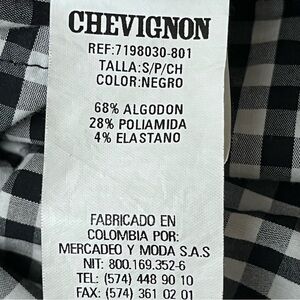 CHEVIGNON
REF:7198030-801
TALLA:S/P/CH
COLOR:NEGRO
68% ALGODON
28% POLIAMIDA
4% ELASTANO
FABRICADO EN
COLOMBIA POR:
MERCADEO Y MODA S.A.S
NIT: 800.169.352-6
TEL: (574) 448 90 10
FAX: (574) 361 02 01